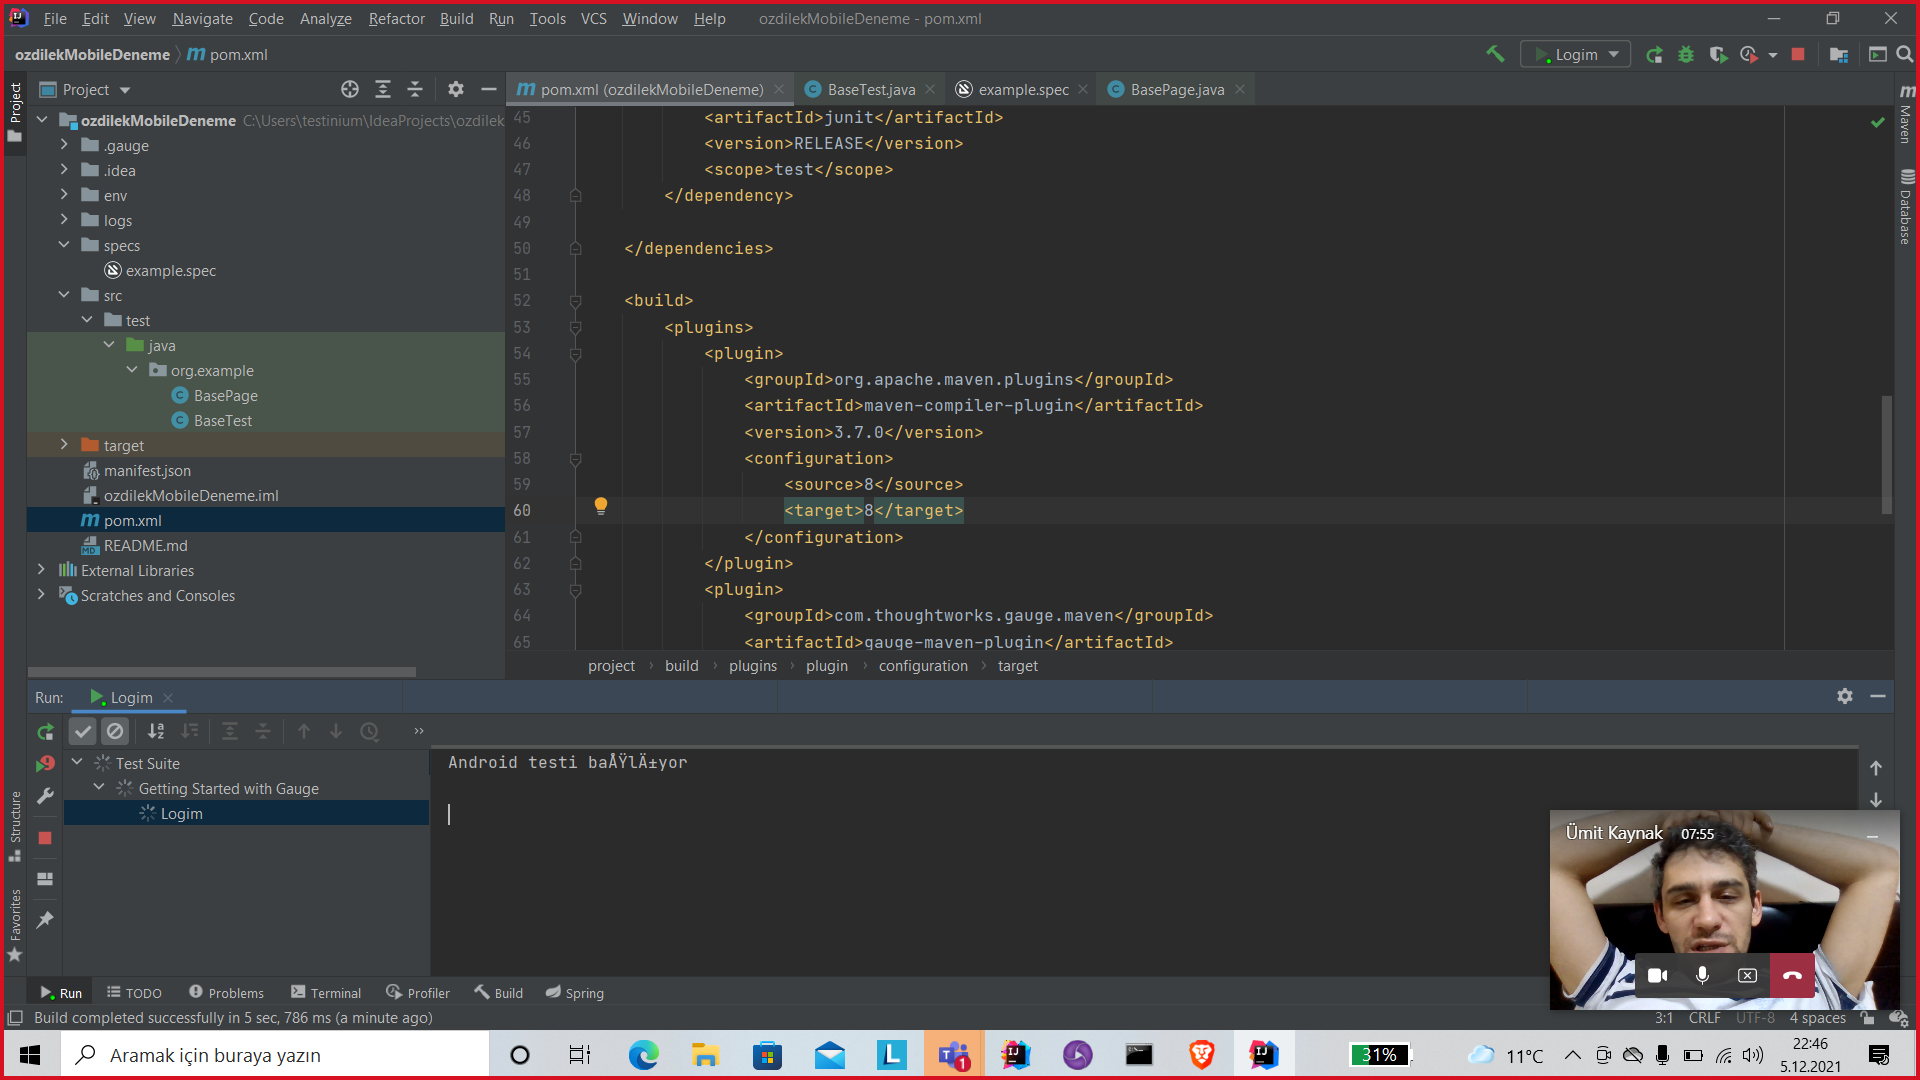 File Edit View Navigate Code Analyze Refactor Build Run Tools VCS Window Help ozdilekMobileDeneme - pom.xml
ozdilekMobileDeneme pom.xml
Logim
Project
pom.xml (ozdilekMobileDeneme)
BaseTest.java
example.spec
BasePage.java
Project
Structure
Favorites
Maven
Database
ozdilekMobileDeneme C:\Users\testinium\IdeaProjects\ozdilek
.gauge
.idea
env
logs
specs
example.spec
src
test
java
org.example
BasePage
BaseTest
target
manifest.json
ozdilekMobileDeneme.iml
pom.xml
README.md
External Libraries
Scratches and Consoles
45 <artifactId>junit</artifactId>
46 <version>RELEASE</version>
47 <scope>test</scope>
48 </dependency>
49
50 </dependencies>
51
52 <build>
53 <plugins>
54 <plugin>
55 <groupId>org.apache.maven.plugins</groupId>
56 <artifactId>maven-compiler-plugin</artifactId>
57 <version>3.7.0</version>
58 <configuration>
59 <source>8</source>
60 <target>8</target>
61 </configuration>
62 </plugin>
63 <plugin>
64 <groupId>com.thoughtworks.gauge.maven</groupId>
65 <artifactId>gauge-maven-plugin</artifactId>
project › build › plugins › plugin › configuration › target
Run: Logim
Test Suite
Getting Started with Gauge
Logim
Android testi baÅŸlÄ±yor
Ümit Kaynak 07:55
Run TODO Problems Terminal Profiler Build Spring
Build completed successfully in 5 sec, 786 ms (a minute ago)
3:1 CRLF UTF-8 4 spaces
Aramak için buraya yazın
1
31%
11°C
22:46
5.12.2021